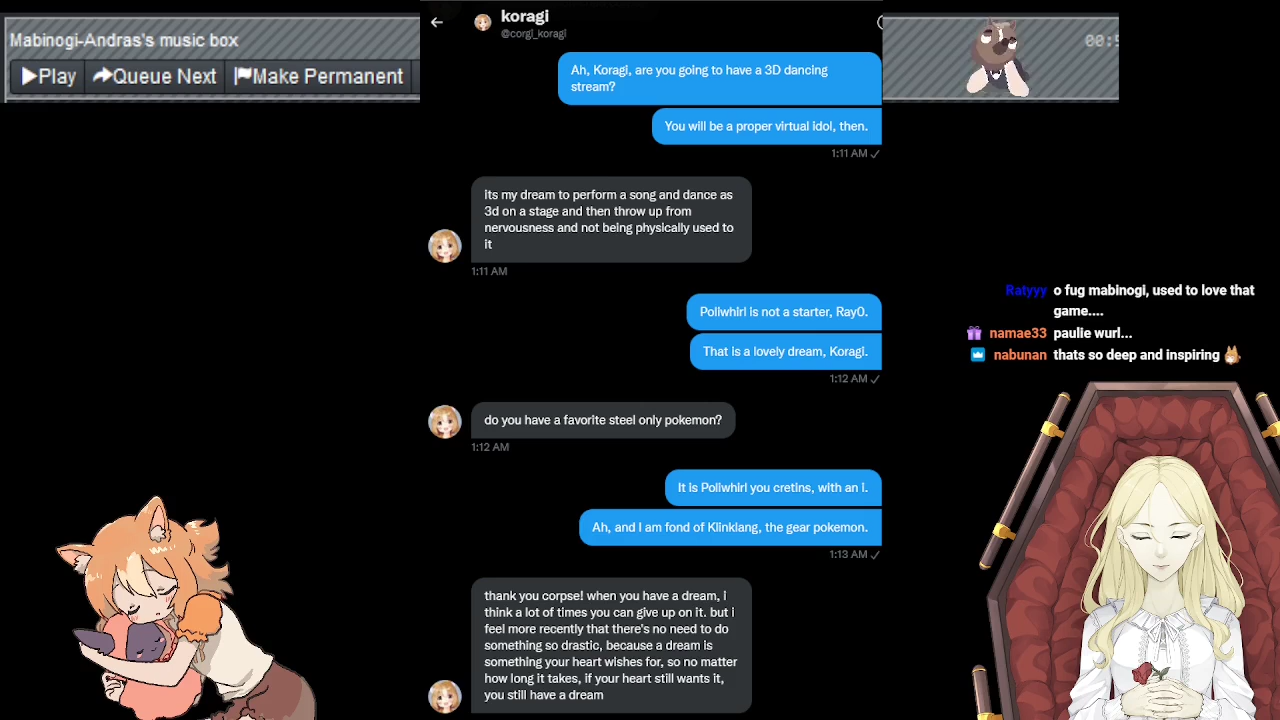 Mabinogi-Andras's music box
Play Queue Next Make Permanent
koragi
@corgi_koragi
Ah, Koragi, are you going to have a 3D dancing
stream?
You will be a proper virtual idol, then.
1:11 AM
its my dream to perform a song and dance as
3d on a stage and then throw up from
nervousness and not being physically used to
it
1:11 AM
Poliwhirl is not a starter, Ray0.
That is a lovely dream, Koragi.
1:12 AM
do you have a favorite steel only pokemon?
1:12 AM
It is Poliwhirl you cretins, with an i.
Ah, and I am fond of Klinklang, the gear pokemon.
1:13 AM
thank you corpse! when you have a dream, i
think a lot of times you can give up on it. but i
feel more recently that there's no need to do
something so drastic, because a dream is
something your heart wishes for, so no matter
how long it takes, if your heart still wants it,
you still have a dream
Ratyyy o fug mabinogi, used to love that
game....
namae33 paulie wurl...
nabunan thats so deep and inspiring